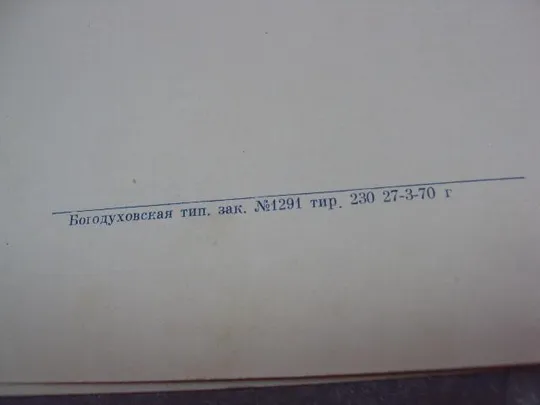 Богодуховская тип. зак. №1291 тир. 230 27-3-70 г